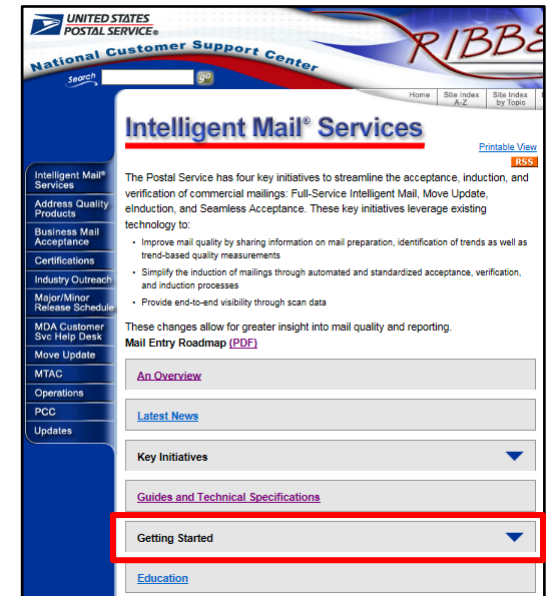 UNITED STATES
POSTAL SERVICE®
National Customer Support Center
RIBBS
Search
go
Home
Site Index
A-Z
Site Index
by Topic
Intelligent Mail® Services
Printable View
RSS
Intelligent Mail®
Services
Address Quality
Products
Business Mail
Acceptance
Certifications
Industry Outreach
Major/Minor
Release Schedule
MDA Customer
Svc Help Desk
Move Update
MTAC
Operations
PCC
Updates
The Postal Service has four key initiatives to streamline the acceptance, induction, and
verification of commercial mailings: Full-Service Intelligent Mail, Move Update,
eInduction, and Seamless Acceptance. These key initiatives leverage existing
technology to:
• Improve mail quality by sharing information on mail preparation, identification of trends as well as
trend-based quality measurements
• Simplify the induction of mailings through automated and standardized acceptance, verification,
and induction processes
• Provide end-to-end visibility through scan data
These changes allow for greater insight into mail quality and reporting.
Mail Entry Roadmap (PDF)
An Overview
Latest News
Key Initiatives
Guides and Technical Specifications
Getting Started
Education